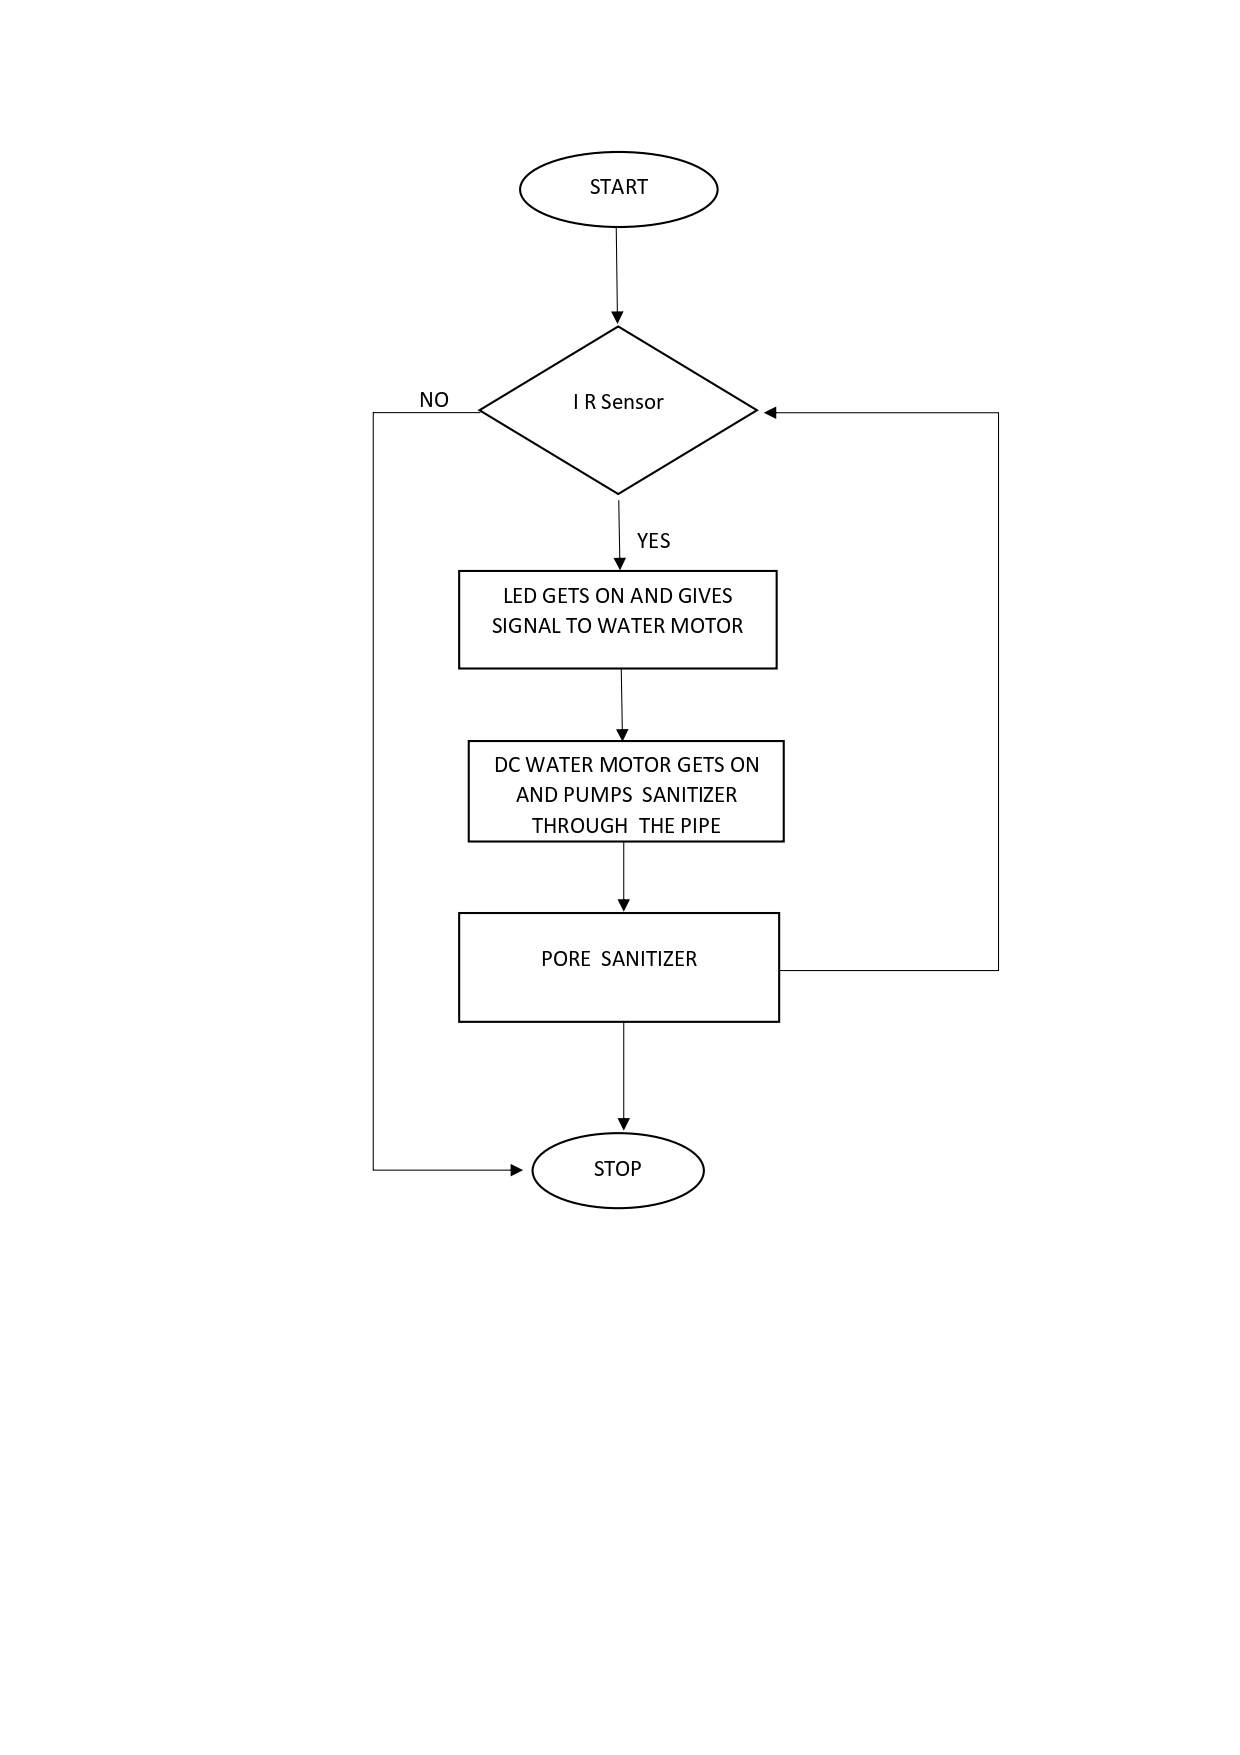 START
I R Sensor
NO
YES
LED GETS ON AND GIVES
SIGNAL TO WATER MOTOR
DC WATER MOTOR GETS ON
AND PUMPS  SANITIZER
THROUGH  THE PIPE
PORE  SANITIZER
STOP